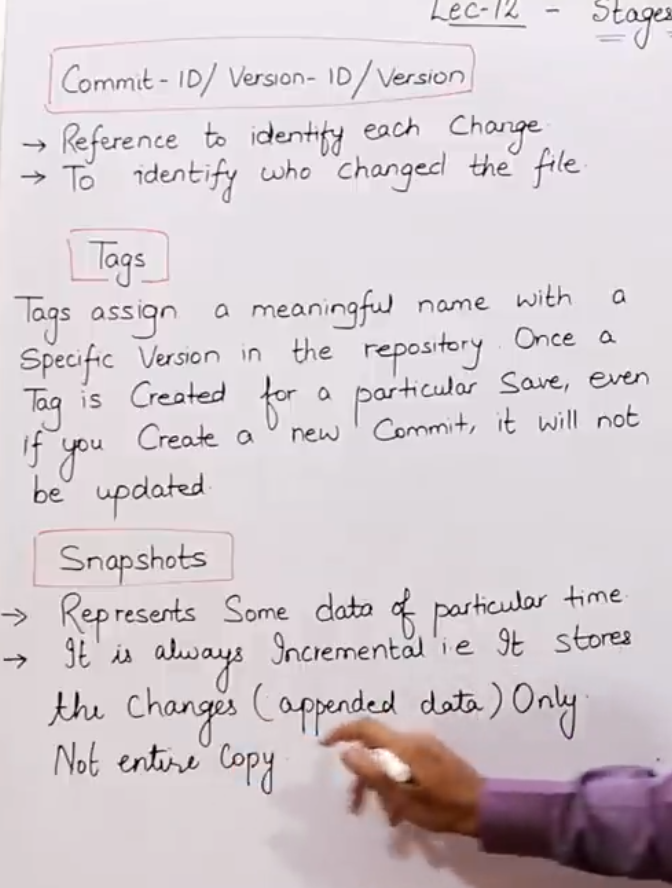 Lec-12 - Stages
Commit-ID/ Version-ID/Version
→ Reference to identify each Change.
→ To identify who changed the file.
Tags
Tags assign a meaningful name with a
Specific Version in the repository. Once a
Tag is Created for a particular Save, even
if you Create a new Commit, it will not
be updated.
Snapshots
→ Represents Some data of particular time.
→ It is always Incremental i.e It stores
the Changes (appended data) Only.
Not entire Copy.